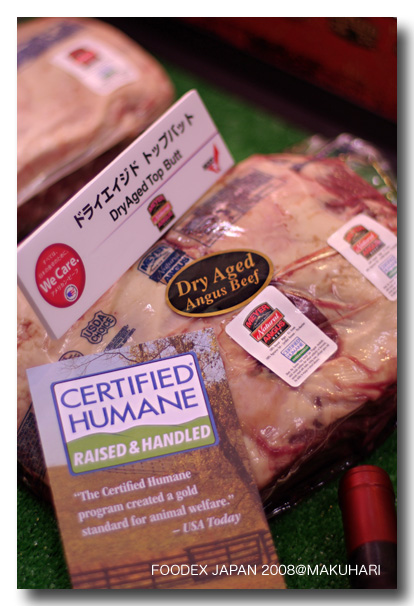 ドライエイジド トップバット
DryAged Top Butt
We Care.
Dry Aged
Angus Beef
Natural
ANGUS
CERTIFIED
HUMANE
RAISED & HANDLED
"The Certified Humane
program created a gold
standard for animal welfare."
– USA Today
FOODEX JAPAN 2008@MAKUHARI